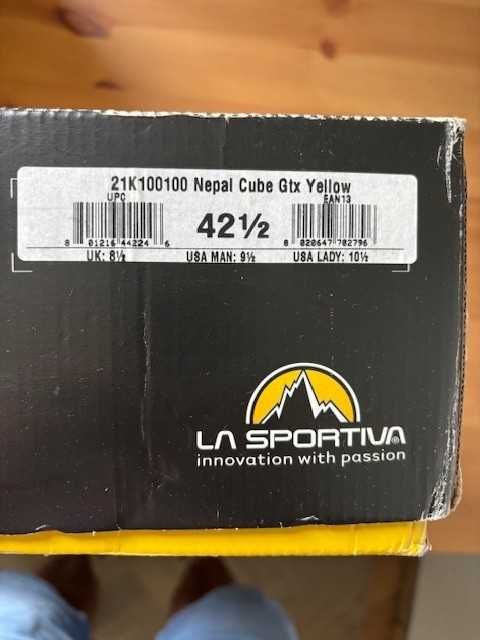 21K100100 Nepal Cube Gtx Yellow
UPC EAN13
42½
8 01216 44224 6 8 020647 702796
UK: 8½ USA MAN: 9½ USA LADY: 10½
LA SPORTIVA®
innovation with passion